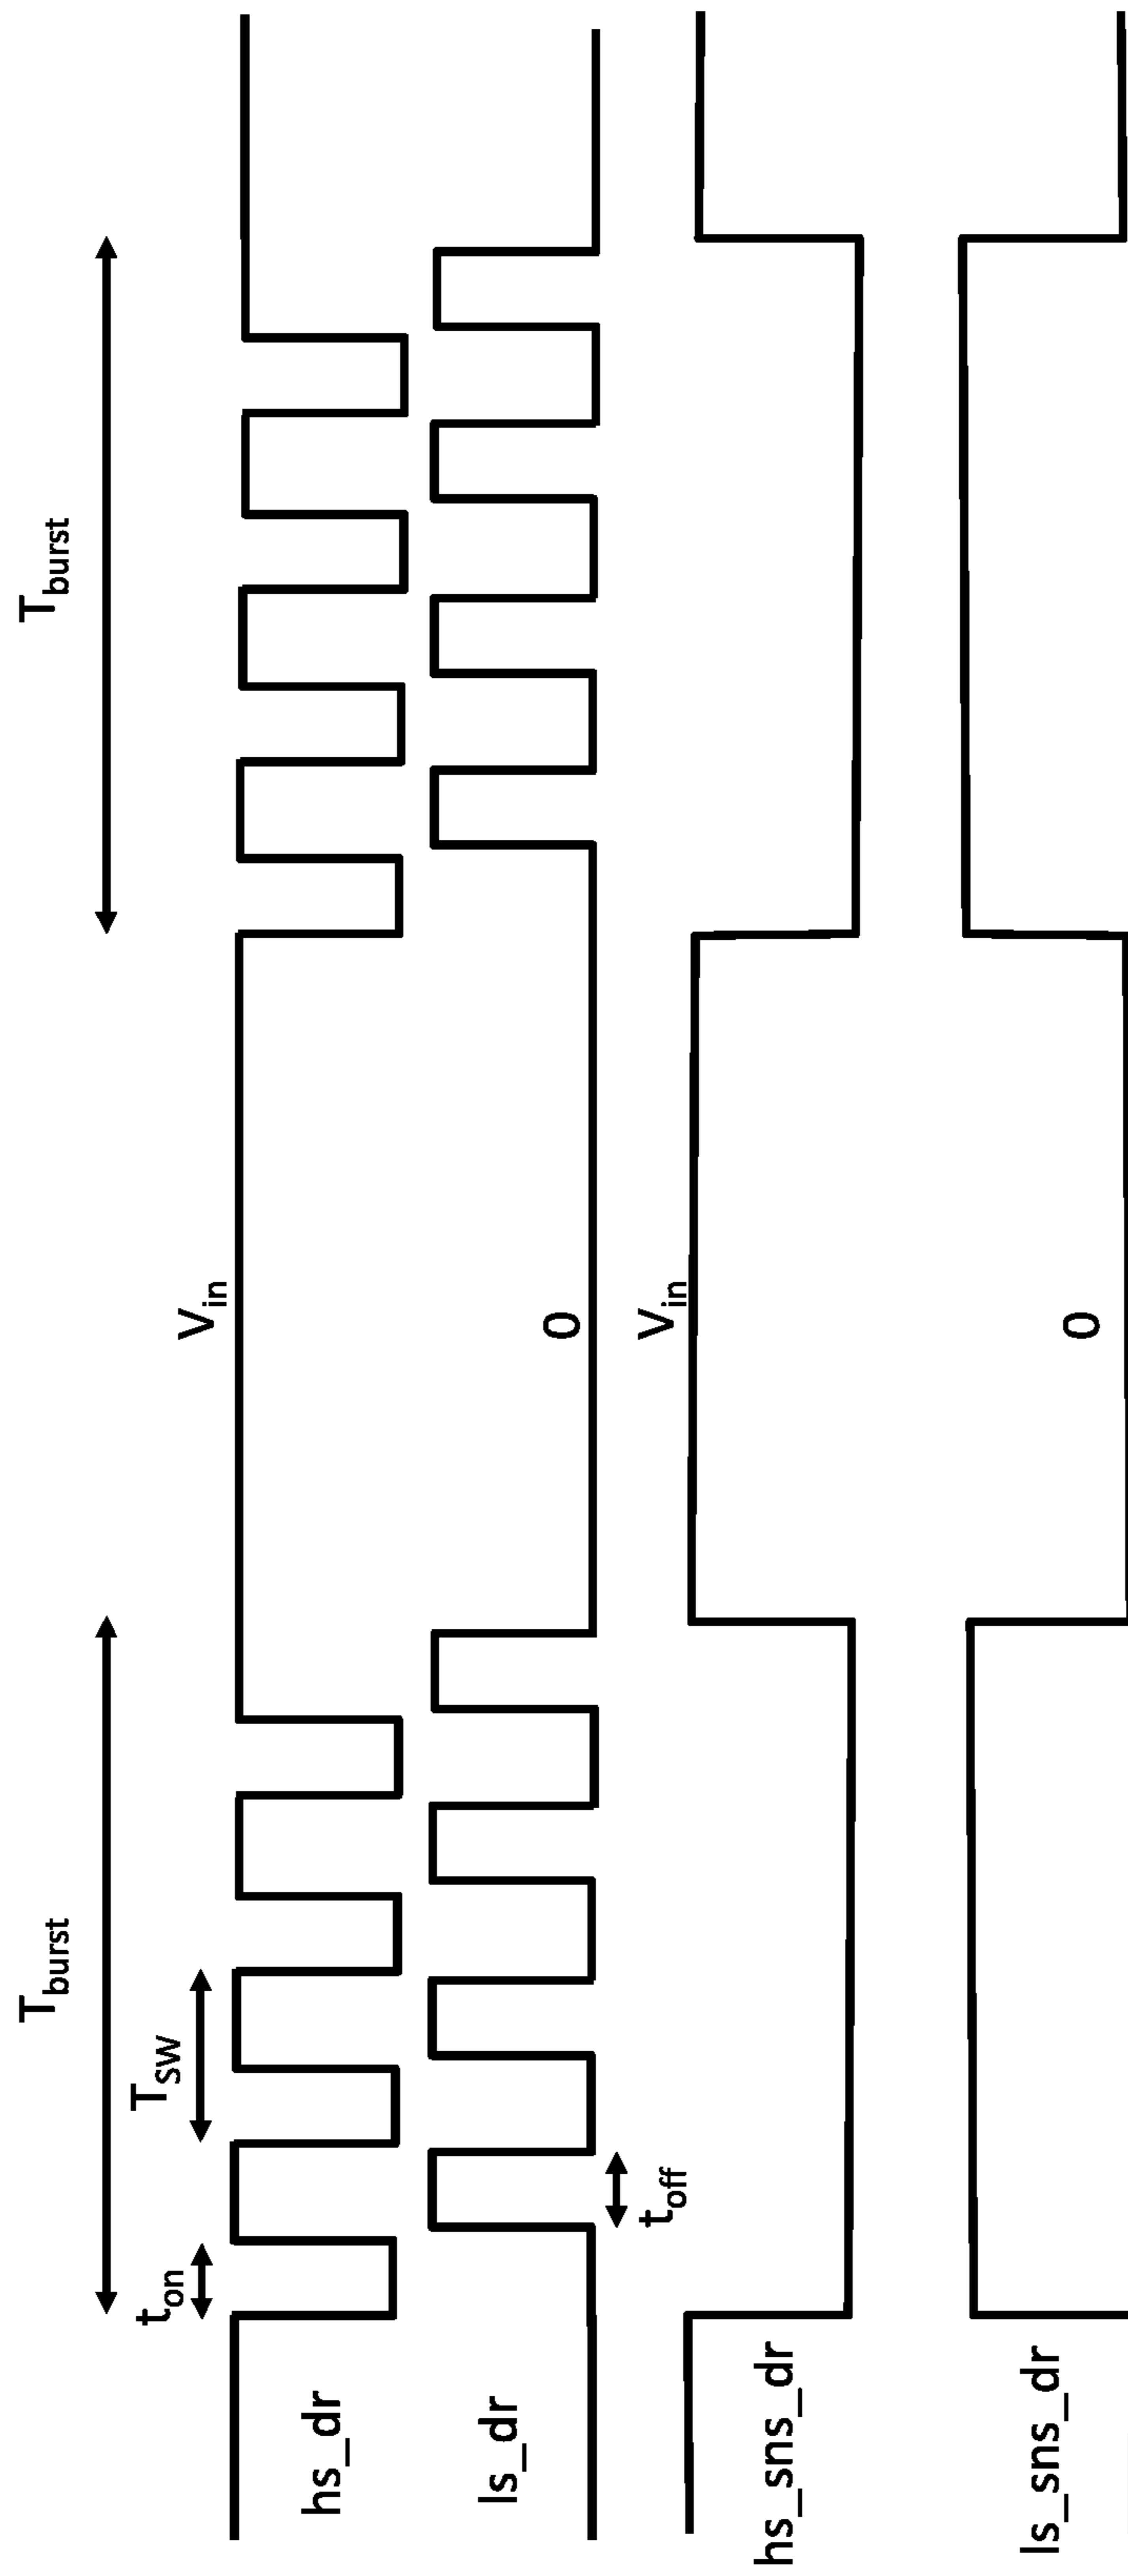 T_burst
T_burst
T_SW
t_on
V_in
hs_dr
0
ls_dr
t_off
V_in
hs_sns_dr
0
ls_sns_dr